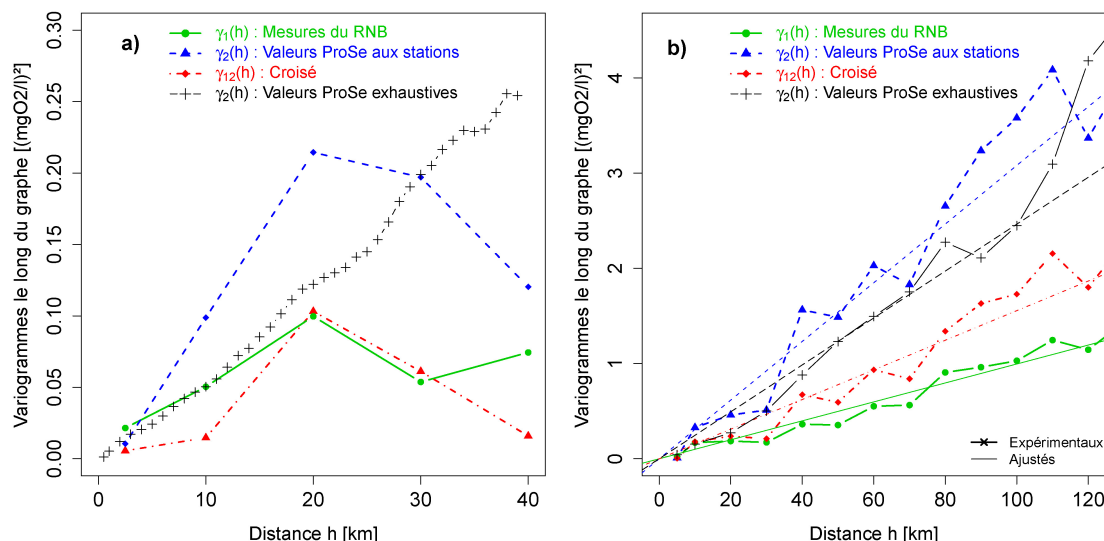 a)
γ1(h) : Mesures du RNB
γ2(h) : Valeurs ProSe aux stations
γ12(h) : Croisé
γ2(h) : Valeurs ProSe exhaustives
Variogrammes le long du graphe [(mgO2/l)²]
0.30
0.25
0.20
0.15
0.10
0.05
0.00
0 10 20 30 40
Distance h [km]
b)
γ1(h) : Mesures du RNB
γ2(h) : Valeurs ProSe aux stations
γ12(h) : Croisé
γ2(h) : Valeurs ProSe exhaustives
Variogrammes le long du graphe [(mgO2/l)²]
4
3
2
1
0
Expérimentaux
Ajustés
0 20 40 60 80 100 120
Distance h [km]